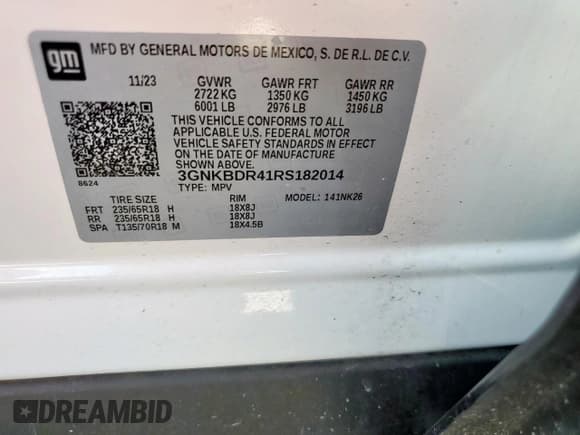 gm
MFD BY GENERAL MOTORS DE MEXICO, S. DE R.L. DE C.V.
11/23 GVWR GAWR FRT GAWR RR
2722 KG 1350 KG 1450 KG
6001 LB 2976 LB 3196 LB
THIS VEHICLE CONFORMS TO ALL
APPLICABLE U.S. FEDERAL MOTOR
VEHICLE SAFETY STANDARDS IN EFFECT
ON THE DATE OF MANUFACTURE
SHOWN ABOVE.
8624 3GNKBDR41RS182014
TYPE: MPV
TIRE SIZE RIM MODEL: 141NK26
FRT 235/65R18 H 18X8J
RR 235/65R18 H 18X8J
SPA T135/70R18 M 18X4.5B
DREAMBID